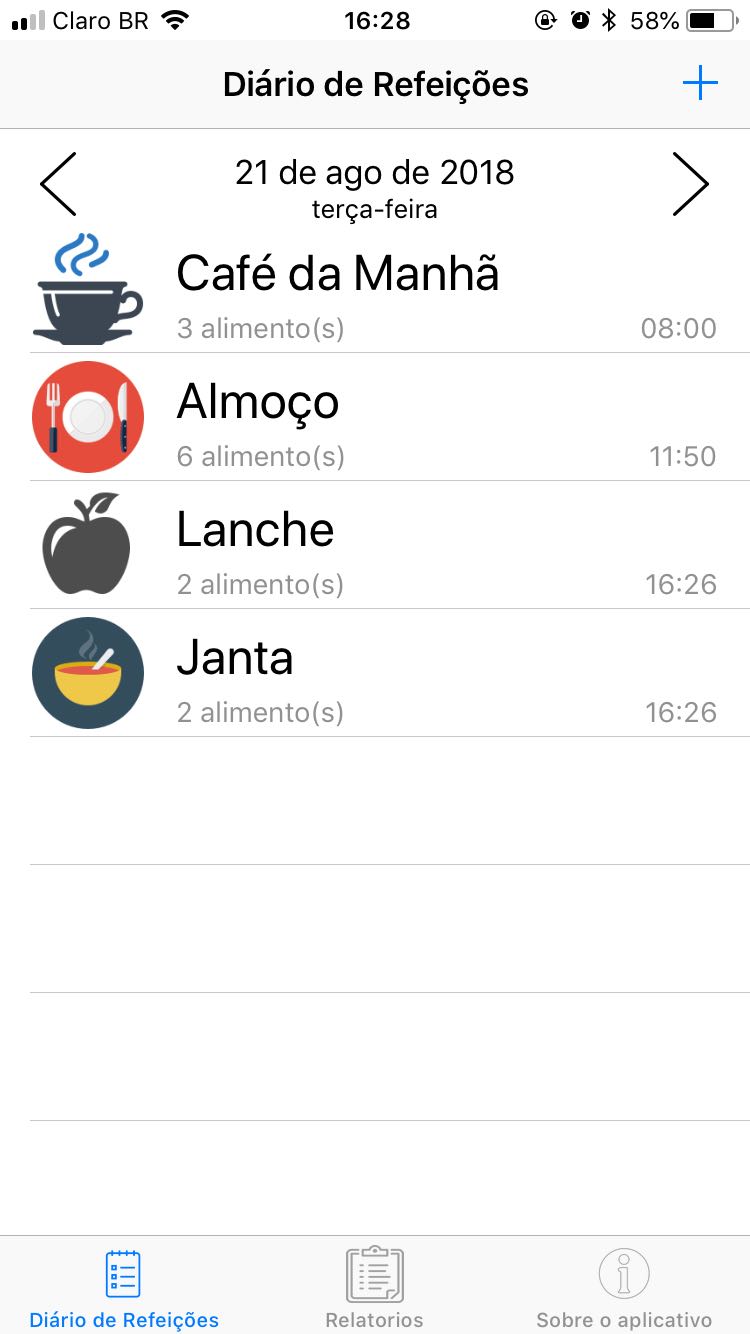 Claro BR 16:28 58%
Diário de Refeições
21 de ago de 2018
terça-feira
Café da Manhã
3 alimento(s) 08:00
Almoço
6 alimento(s) 11:50
Lanche
2 alimento(s) 16:26
Janta
2 alimento(s) 16:26
Diário de Refeições Relatorios Sobre o aplicativo